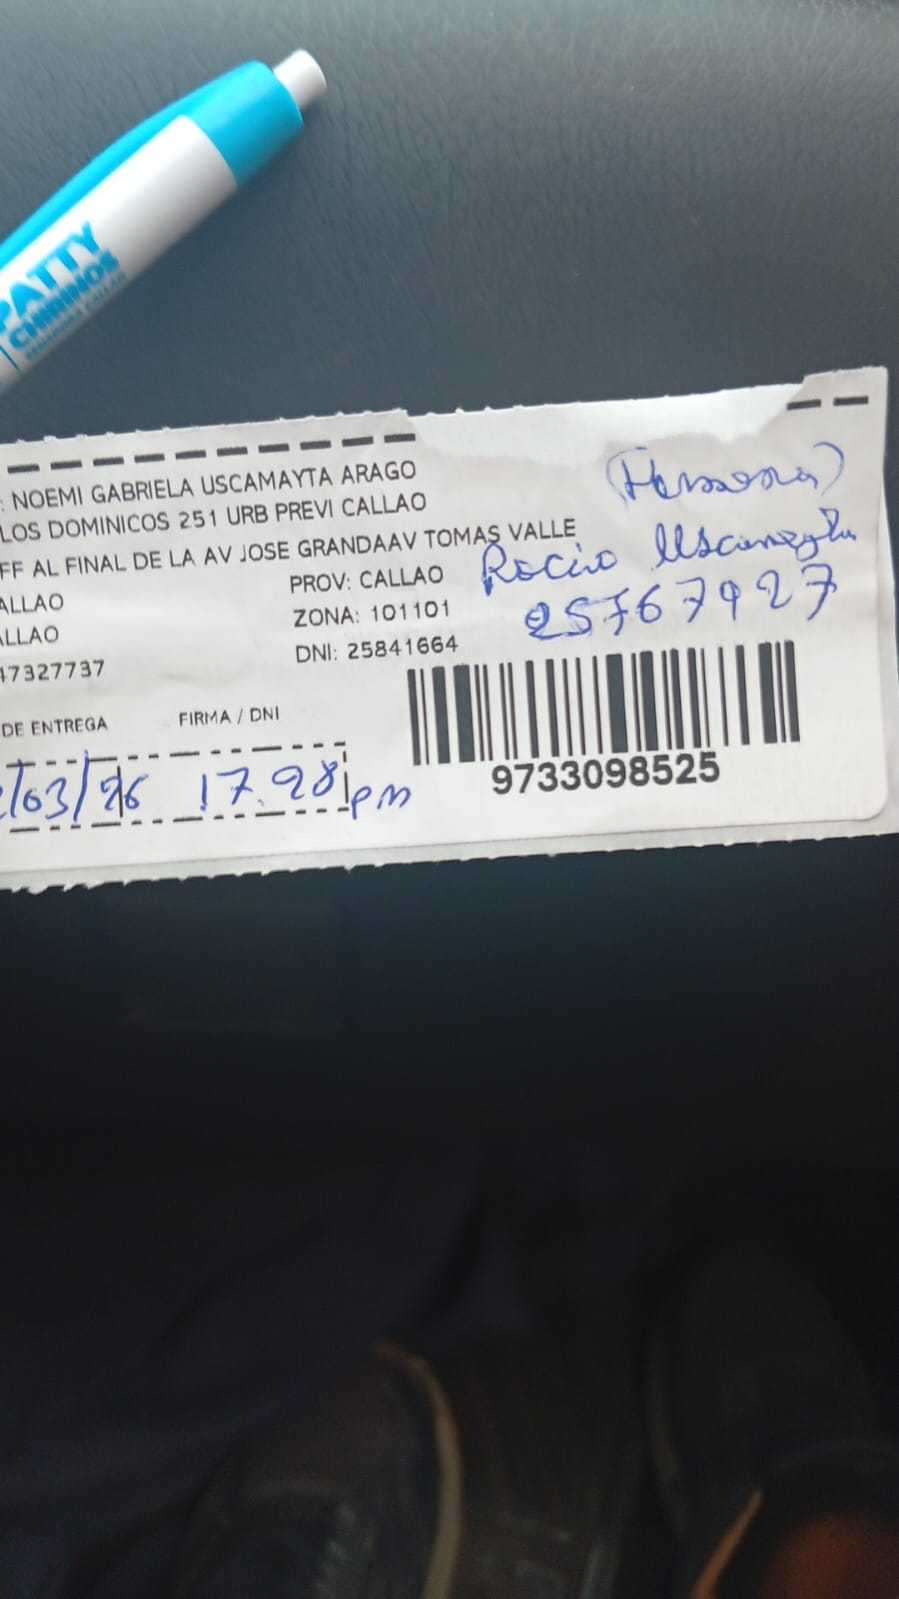 PATTY
CHIRINOS
: NOEMI GABRIELA USCAMAYTA ARAGO
LOS DOMINICOS 251 URB PREVI CALLAO
FF AL FINAL DE LA AV JOSE GRANDAAV TOMAS VALLE
ALLAO PROV: CALLAO
ALLAO ZONA: 101101
47327737 DNI: 25841664
(Hermana)
Rocio Uscamayta
25767927
DE ENTREGA FIRMA / DNI
/03/26 17.28 pm
9733098525